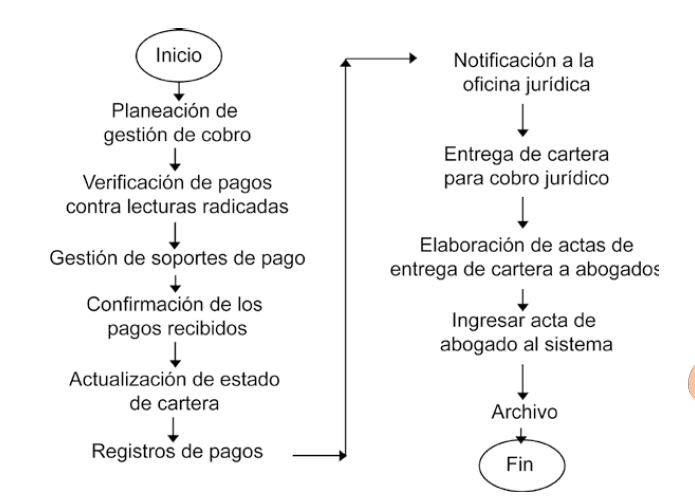 Inicio
Planeación de
gestión de cobro
Verificación de pagos
contra lecturas radicadas
Gestión de soportes de pago
Confirmación de los
pagos recibidos
Actualización de estado
de cartera
Registros de pagos
Notificación a la
oficina jurídica
Entrega de cartera
para cobro jurídico
Elaboración de actas de
entrega de cartera a abogados
Ingresar acta de
abogado al sistema
Archivo
Fin